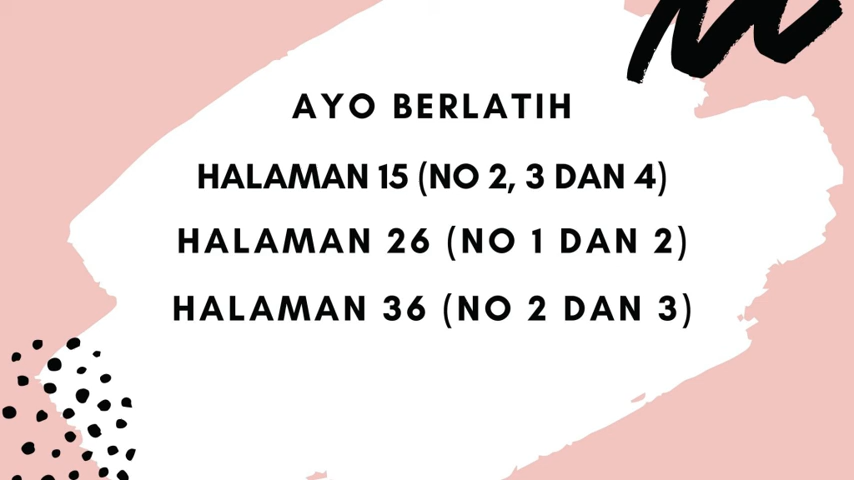 AYO BERLATIH
HALAMAN 15 (NO 2, 3 DAN 4)
HALAMAN 26 (NO 1 DAN 2)
HALAMAN 36 (NO 2 DAN 3)